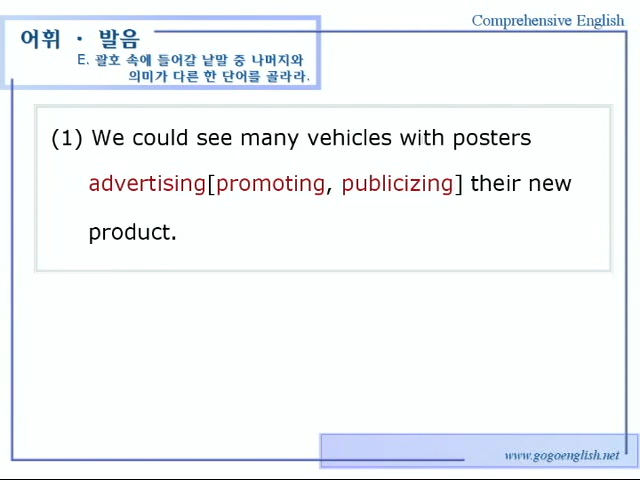 Comprehensive English
어휘 · 발음
E. 괄호 속에 들어갈 낱말 중 나머지와
의미가 다른 한 단어를 골라라.
(1) We could see many vehicles with posters
advertising[promoting, publicizing] their new
product.
www.gogoenglish.net